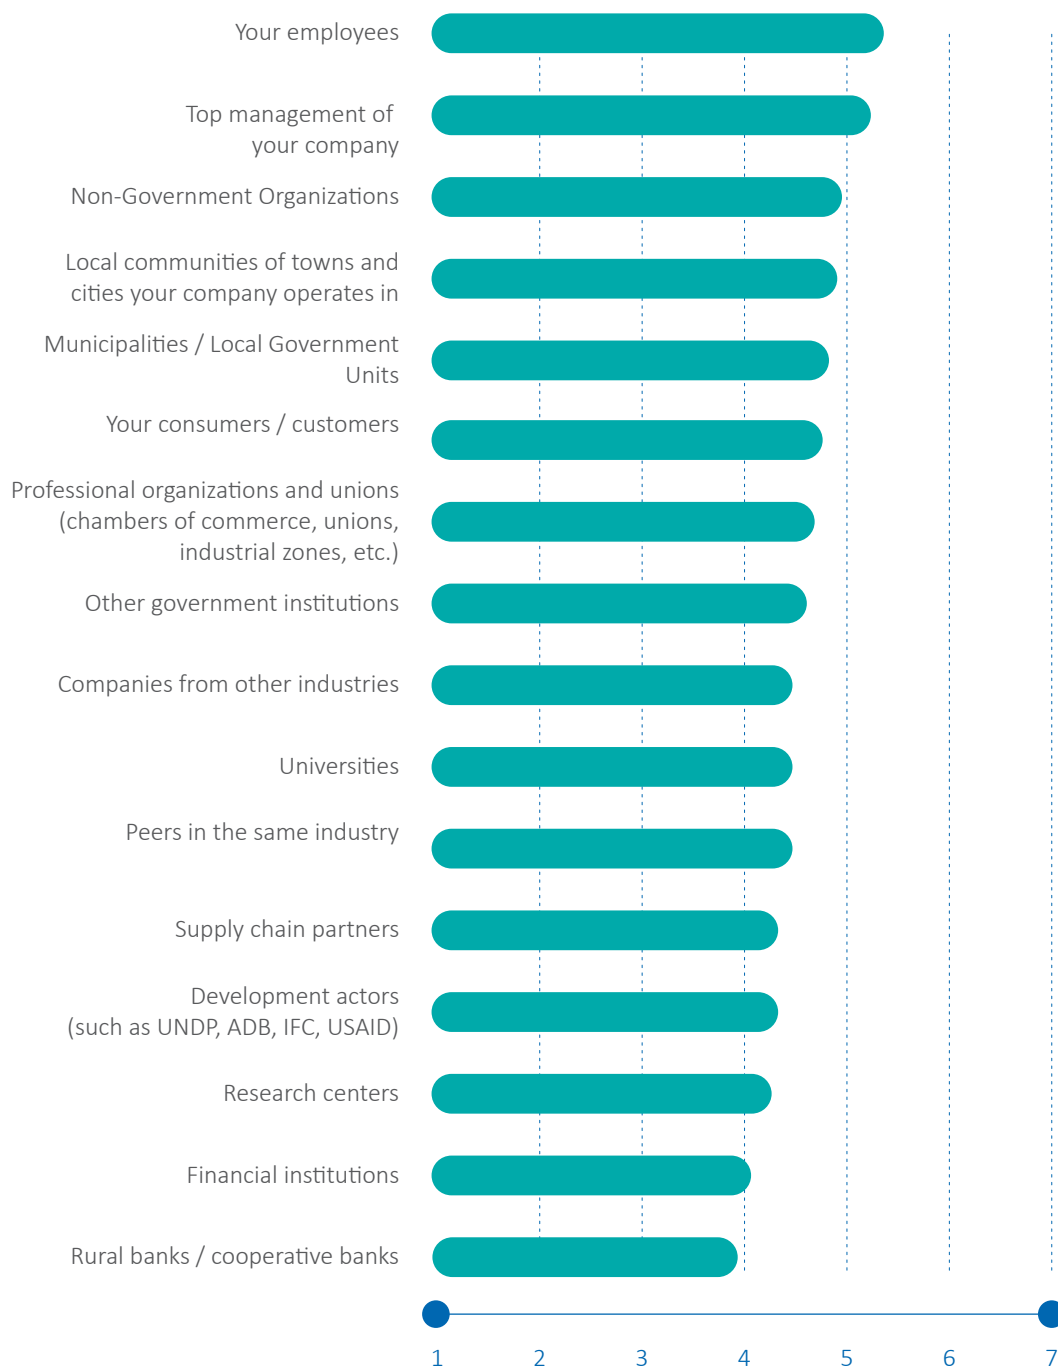 Your employees
Top management of
your company
Non-Government Organizations
Local communities of towns and
cities your company operates in
Municipalities / Local Government
Units
Your consumers / customers
Professional organizations and unions
(chambers of commerce, unions,
industrial zones, etc.)
Other government institutions
Companies from other industries
Universities
Peers in the same industry
Supply chain partners
Development actors
(such as UNDP, ADB, IFC, USAID)
Research centers
Financial institutions
Rural banks / cooperative banks
1 2 3 4 5 6 7